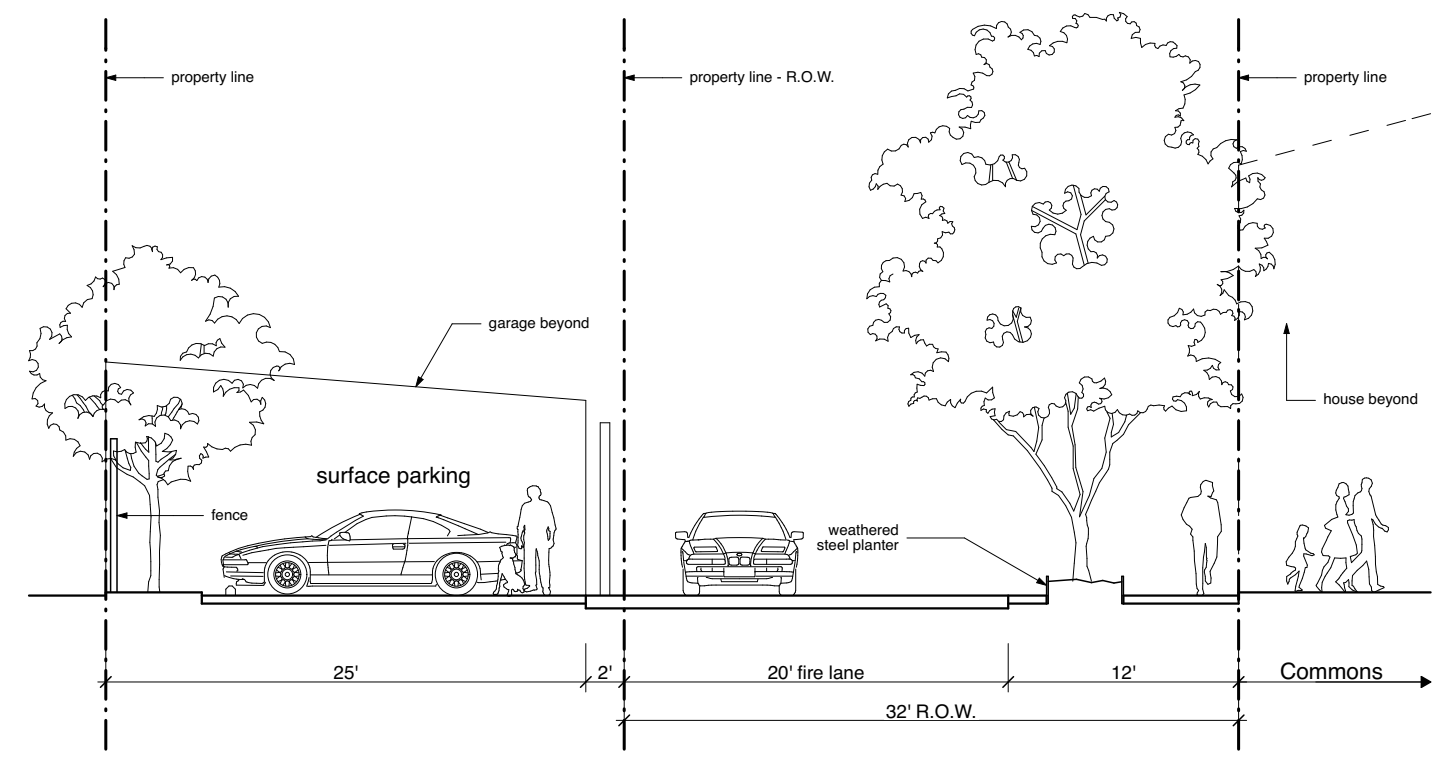 property line
property line - R.O.W.
property line
garage beyond
house beyond
surface parking
fence
weathered
steel planter
25'
2'
20' fire lane
12'
Commons
32' R.O.W.